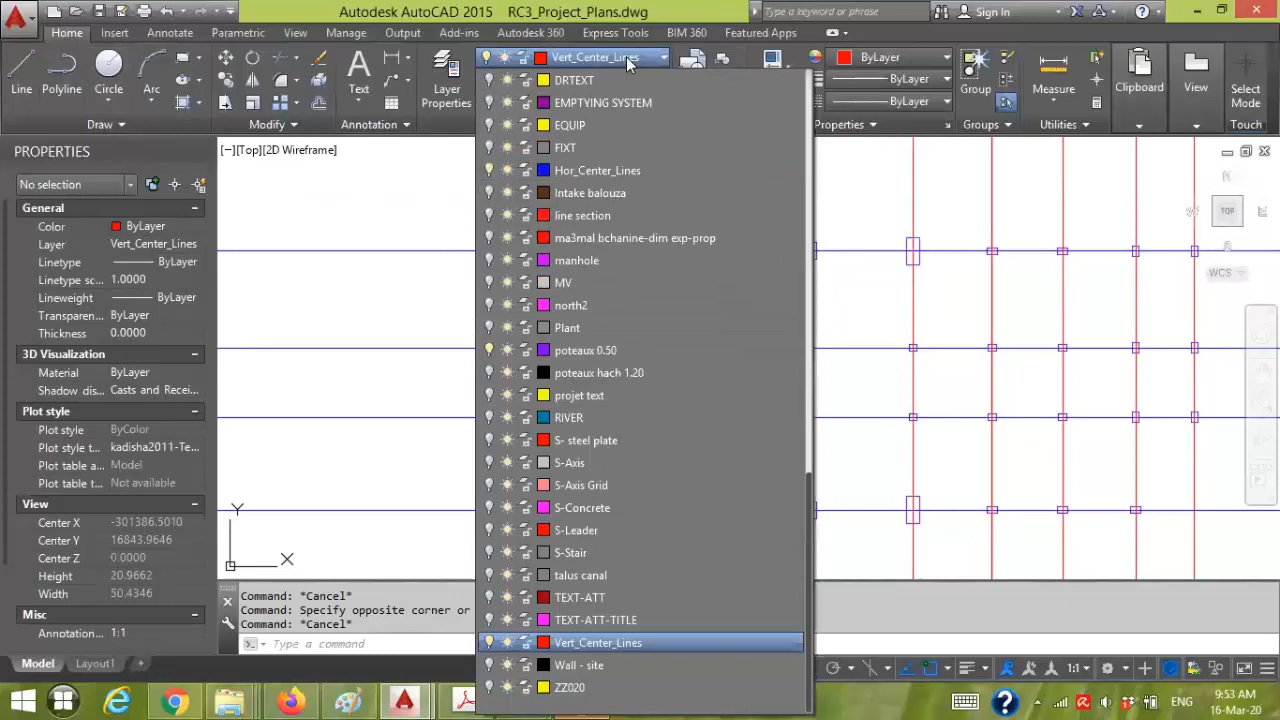 Autodesk AutoCAD 2015 RC3_Project_Plans.dwg
Type a keyword or phrase
Sign In
Home Insert Annotate Parametric View Manage Output Add-ins Autodesk 360 Express Tools BIM 360 Featured Apps
Line Polyline Circle Arc
Text
Layer Properties
Vert_Center_Lines
ByLayer
ByLayer
ByLayer
Group
Measure
Clipboard
View
Select Mode
Draw
Modify
Annotation
Properties
Groups
Utilities
Touch
PROPERTIES
No selection
General
Color ByLayer
Layer Vert_Center_Lines
Linetype ByLayer
Linetype sc... 1.0000
Lineweight ByLayer
Transparen... ByLayer
Thickness 0.0000
3D Visualization
Material ByLayer
Shadow dis... Casts and Recei...
Plot style
Plot style ByColor
Plot style t... kadisha2011-Te...
Plot table a... Model
Plot table t... Not available
View
Center X -301386.5010
Center Y 16843.9646
Center Z 0.0000
Height 20.9662
Width 50.4346
Misc
Annotation... 1:1
[−][Top][2D Wireframe]
DRTEXT
EMPTYING SYSTEM
EQUIP
FIXT
Hor_Center_Lines
Intake balouza
line section
ma3mal bchanine-dim exp-prop
manhole
MV
north2
Plant
poteaux 0.50
poteaux hach 1.20
projet text
RIVER
S- steel plate
S-Axis
S-Axis Grid
S-Concrete
S-Leader
S-Stair
talus canal
TEXT-ATT
TEXT-ATT-TITLE
Vert_Center_Lines
Wall - site
ZZ020
N
W
TOP
E
WCS
Y
X
Command: *Cancel*
Command: Specify opposite corner or
Command: *Cancel*
Type a command
Model Layout1 +
1:1
9:53 AM
16-Mar-20